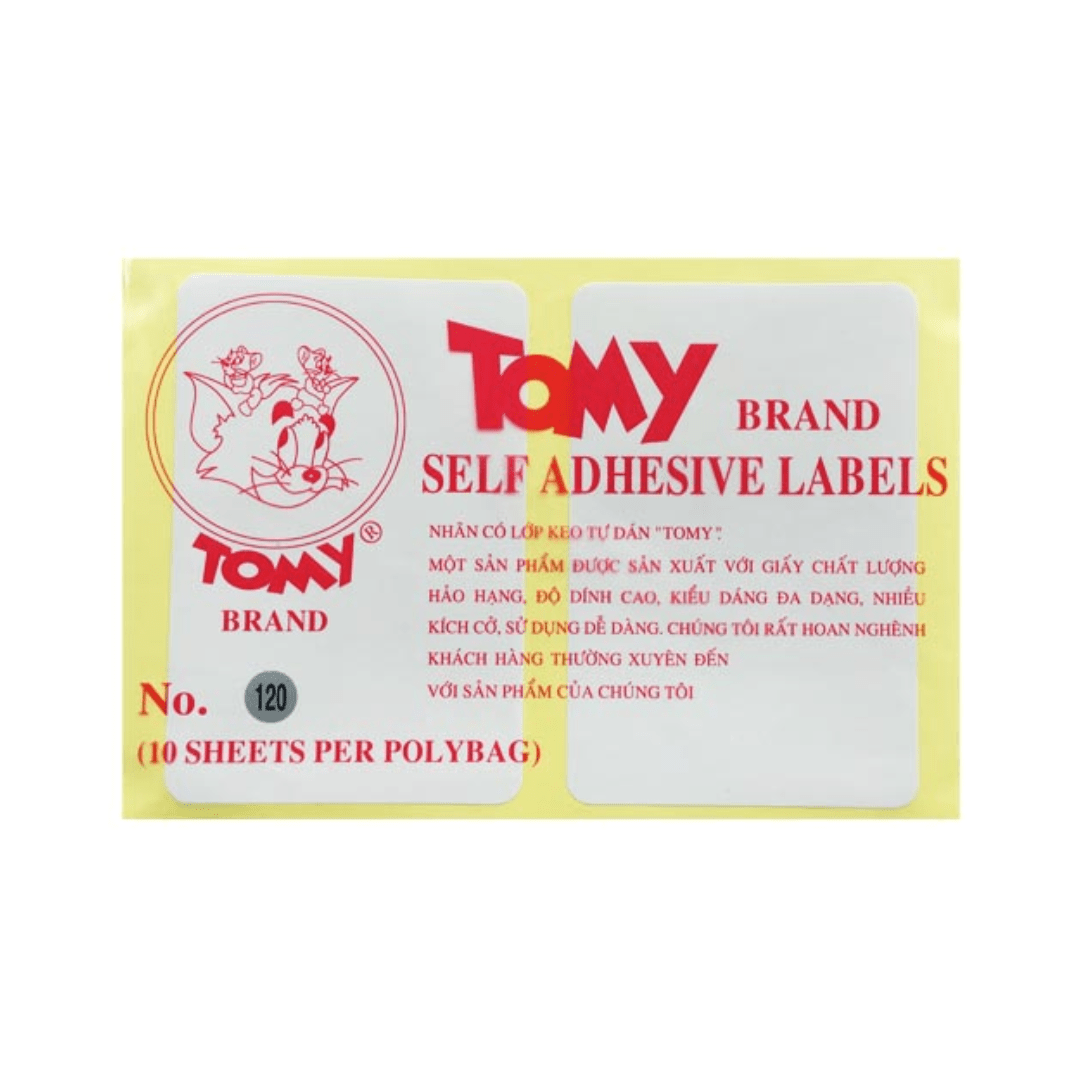 TOMY BRAND
SELF ADHESIVE LABELS
NHÃN CÓ LỚP KEO TỰ DÁN "TOMY".
MỘT SẢN PHẨM ĐƯỢC SẢN XUẤT VỚI GIẤY CHẤT LƯỢNG
HẢO HẠNG, ĐỘ DÍNH CAO, KIỂU DÁNG ĐA DẠNG, NHIỀU
KÍCH CỞ, SỬ DỤNG DỄ DÀNG. CHÚNG TÔI RẤT HOAN NGHÊNH
KHÁCH HÀNG THƯỜNG XUYÊN ĐẾN
VỚI SẢN PHẨM CỦA CHÚNG TÔI
TOMY®
BRAND
No. 120
(10 SHEETS PER POLYBAG)